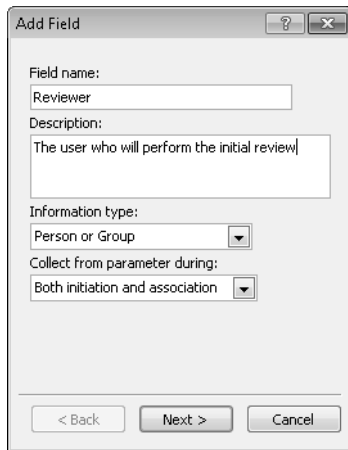 Add Field
?
Field name:
Reviewer
Description:
The user who will perform the initial review
Information type:
Person or Group
Collect from parameter during:
Both initiation and association
< Back
Next >
Cancel